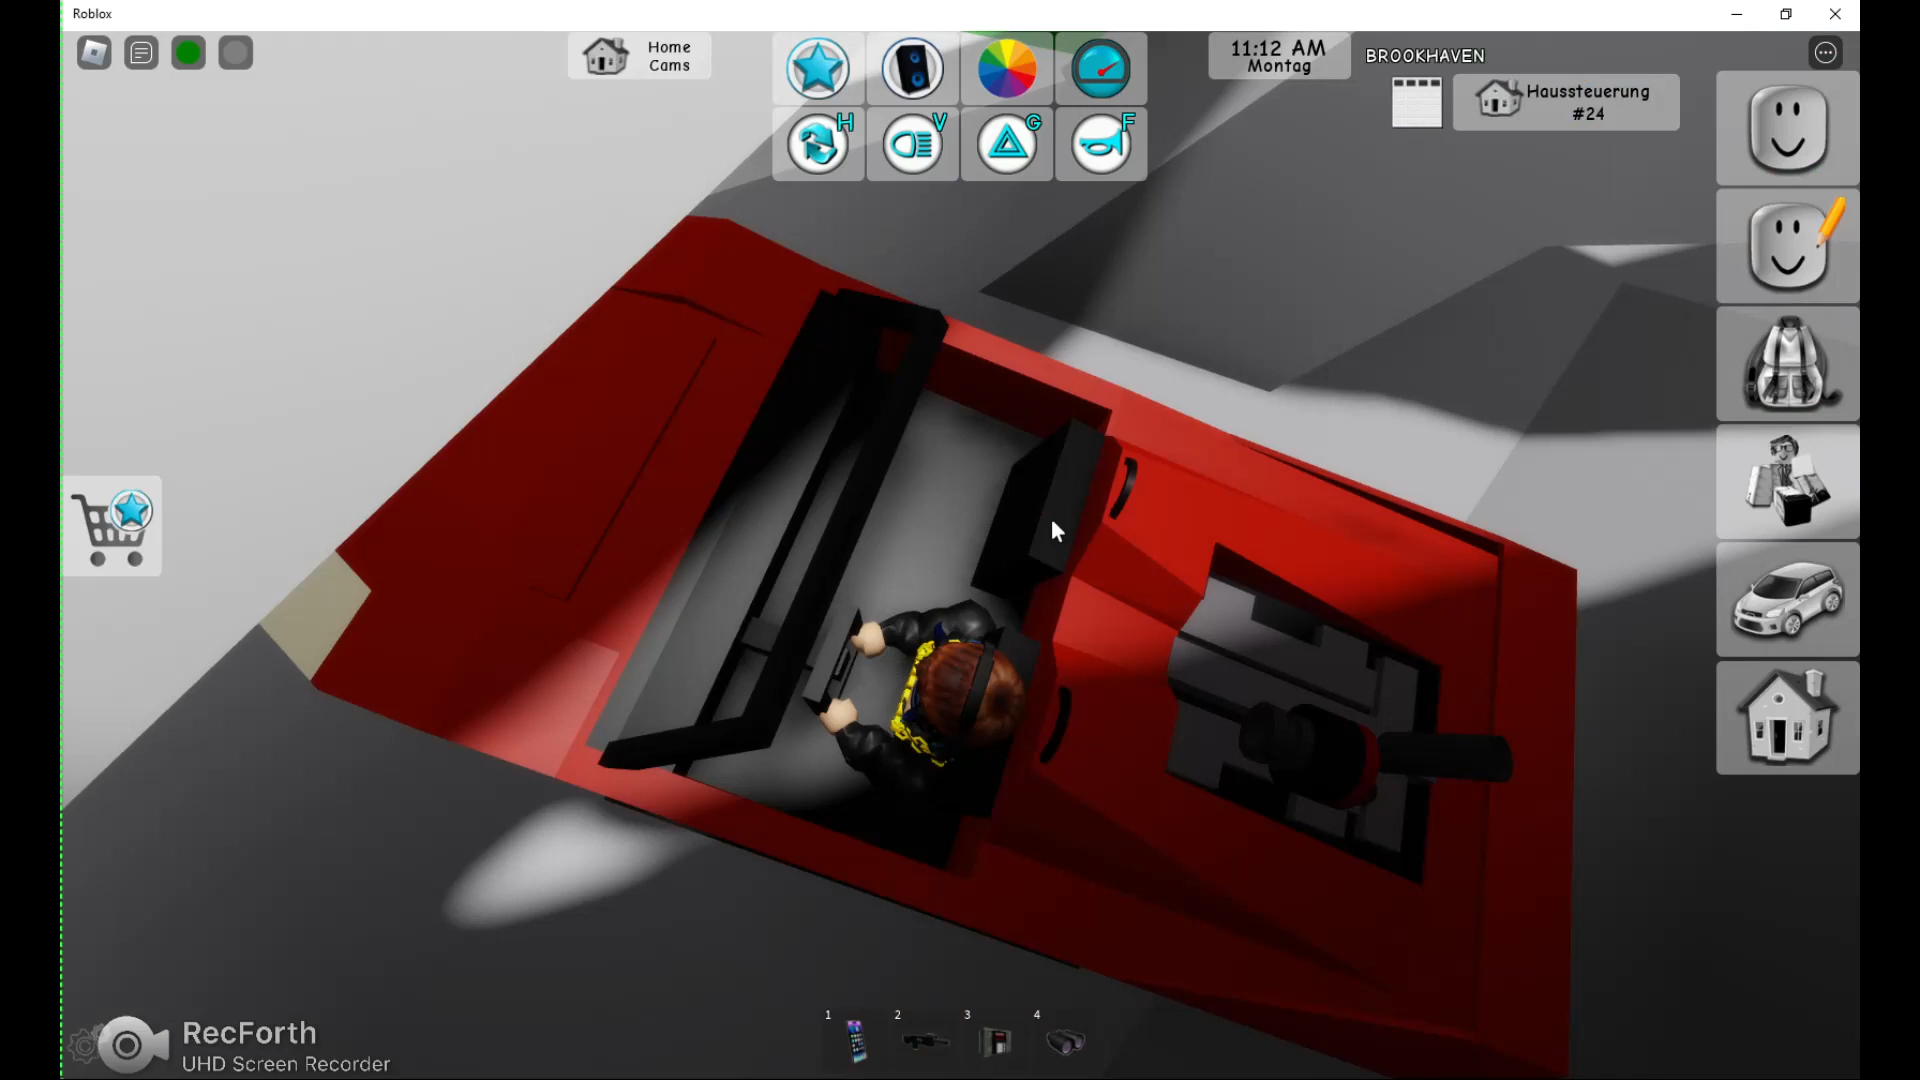 Roblox
Home
Cams
11:12 AM
Montag
BROOKHAVEN
Haussteuerung
#24
H
V
G
F
1
2
3
4
RecForth
UHD Screen Recorder